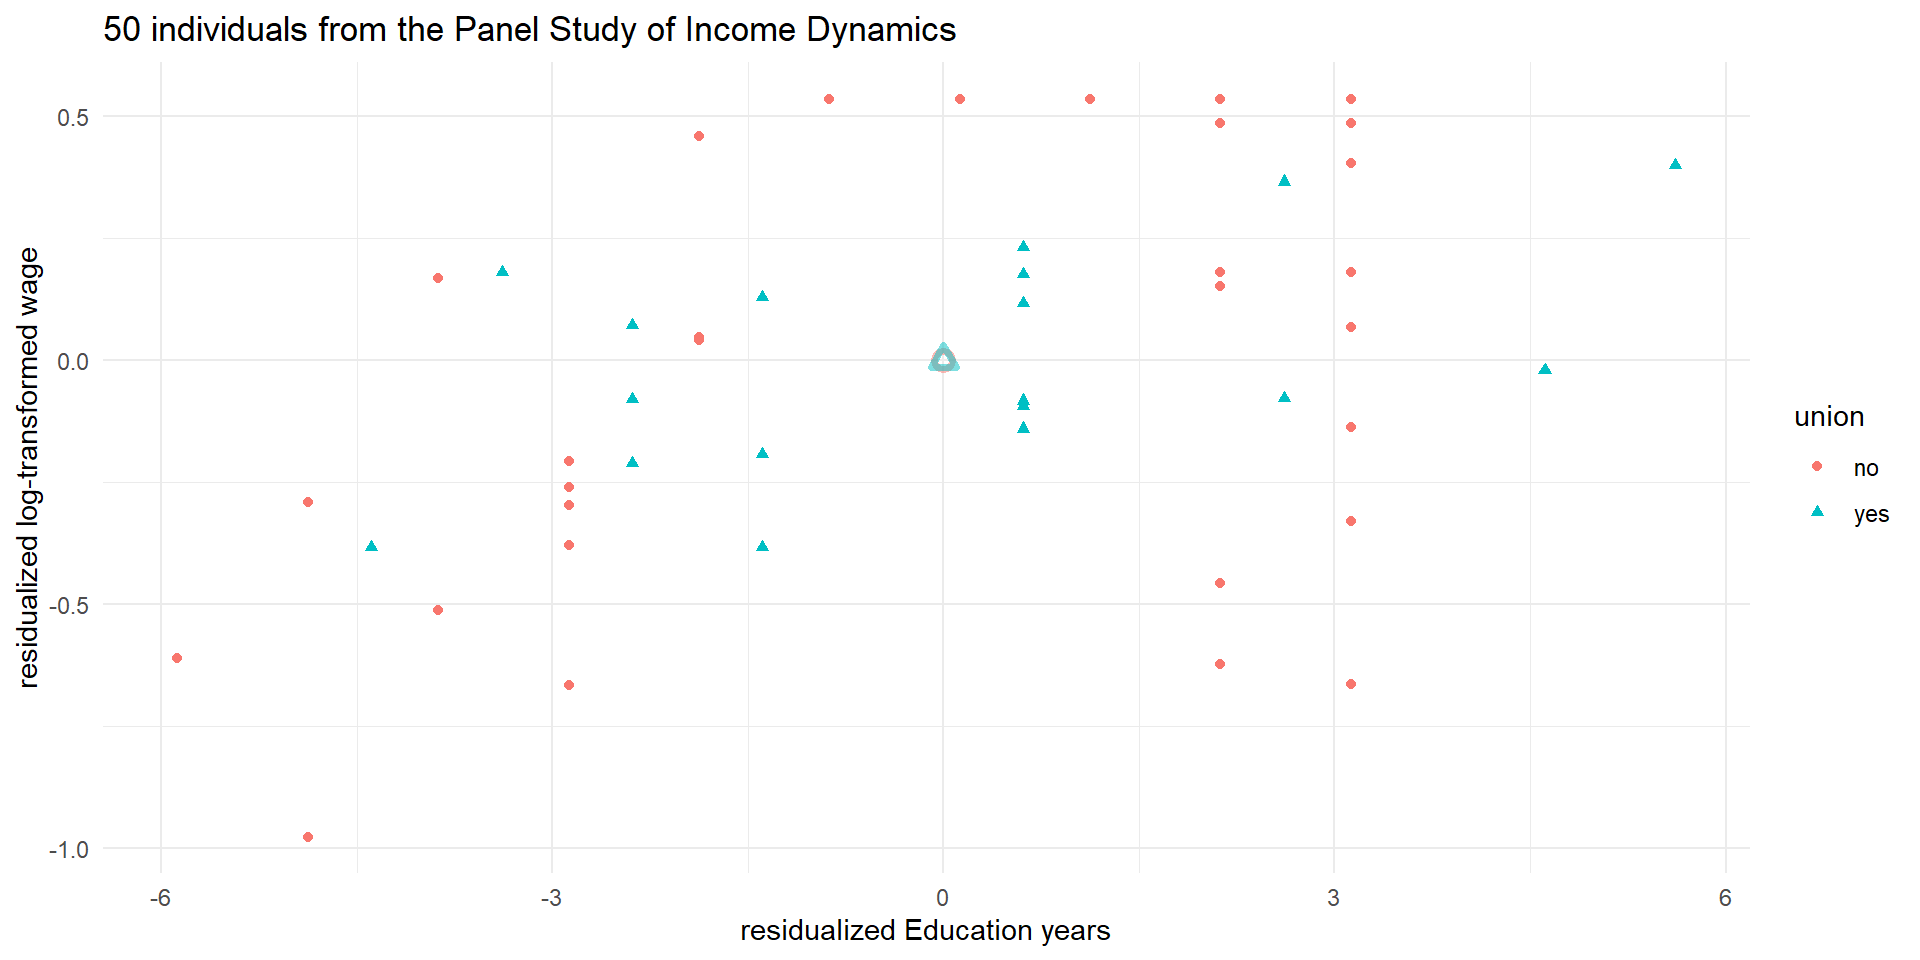 50 individuals from the Panel Study of Income Dynamics
residualized log-transformed wage
0.5
0.0
-0.5
-1.0
-6
-3
0
3
6
residualized Education years
union
no
yes